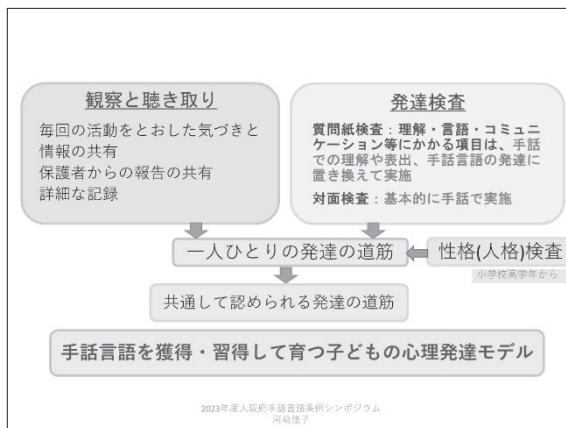 観察と聴き取り
毎回の活動をとおした気づきと
情報の共有
保護者からの報告の共有
詳細な記録
発達検査
質問紙検査：理解・言語・コミュニ
ケーション等にかかる項目は、手話
での理解や表出、手話言語の発達に
置き換えて実施
対面検査：基本的に手話で実施
一人ひとりの発達の道筋
性格(人格)検査
小学校高学年から
共通して認められる発達の道筋
手話言語を獲得・習得して育つ子どもの心理発達モデル
2023年度大阪府手話言語条例シンポジウム
河﨑佳子